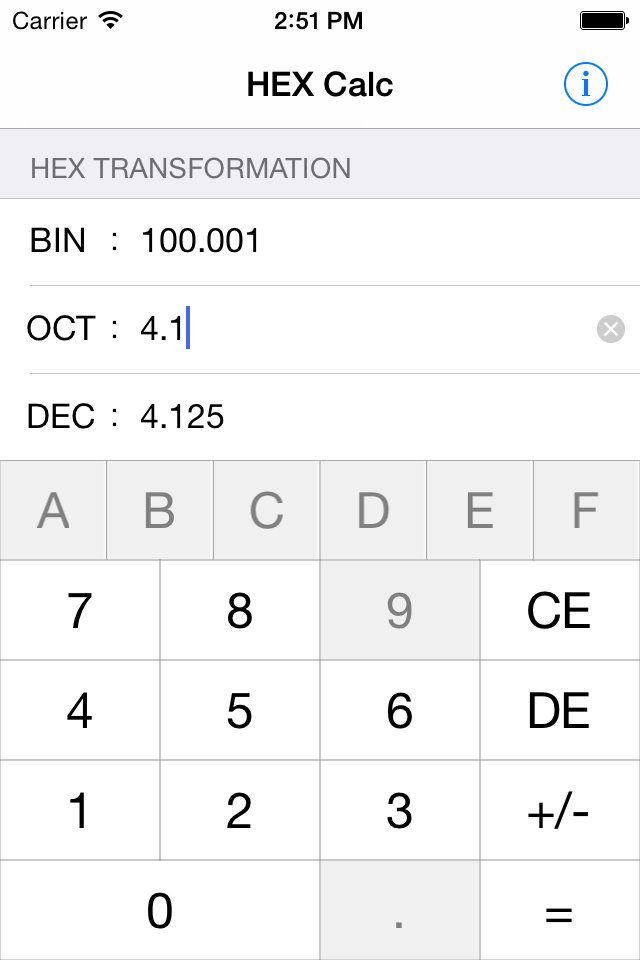 Carrier 2:51 PM
HEX Calc i
HEX TRANSFORMATION
BIN : 100.001
OCT : 4.1
DEC : 4.125
A B C D E F
7 8 9 CE
4 5 6 DE
1 2 3 +/-
0 . =